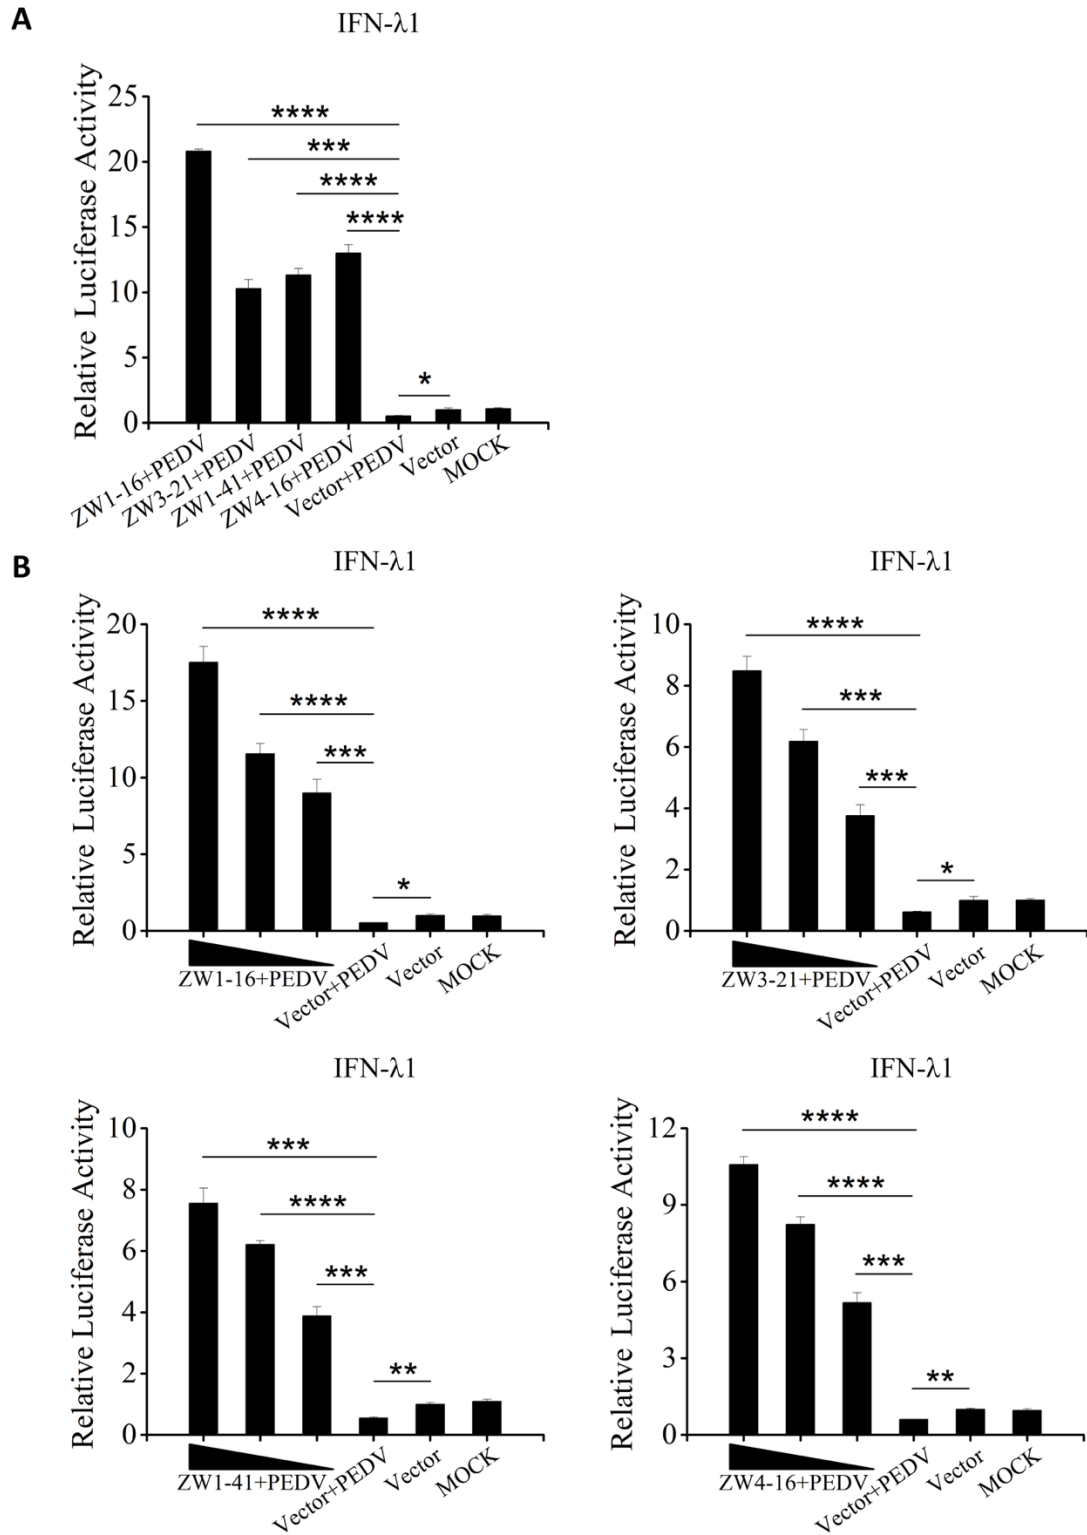 A
IFN-λ1
Relative Luciferase Activity
25
20
15
10
5
0
****
***
****
****
*
ZW1-16+PEDV
ZW3-21+PEDV
ZW1-41+PEDV
ZW4-16+PEDV
Vector+PEDV
Vector
MOCK
B
IFN-λ1
Relative Luciferase Activity
20
15
10
5
0
****
****
***
*
ZW1-16+PEDV
Vector+PEDV
Vector
MOCK
IFN-λ1
Relative Luciferase Activity
10
8
6
4
2
0
****
***
***
*
ZW3-21+PEDV
Vector+PEDV
Vector
MOCK
IFN-λ1
Relative Luciferase Activity
10
8
6
4
2
0
***
****
***
**
ZW1-41+PEDV
Vector+PEDV
Vector
MOCK
IFN-λ1
Relative Luciferase Activity
12
9
6
3
0
****
****
***
**
ZW4-16+PEDV
Vector+PEDV
Vector
MOCK